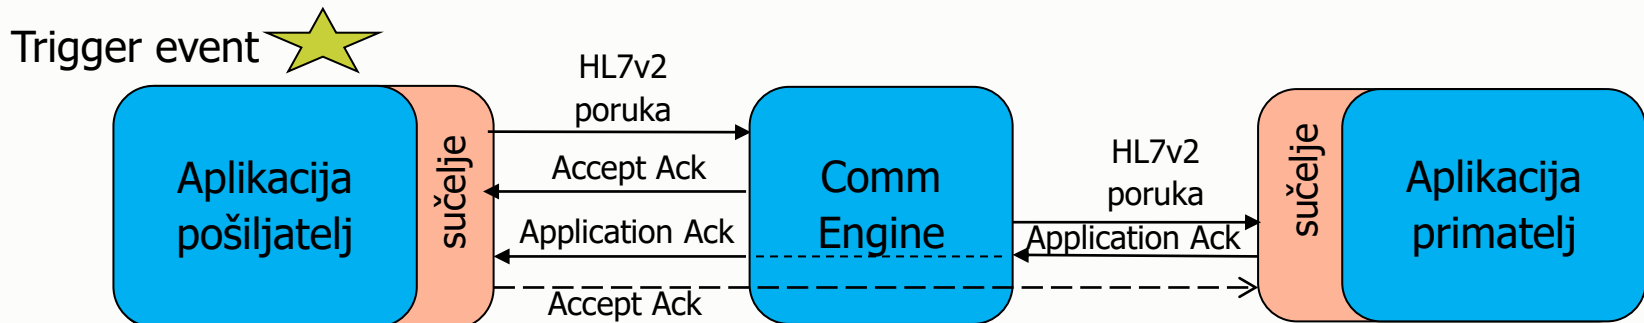 Trigger event
HL7v2
poruka
Aplikacija
pošiljatelj
sučelje
Accept Ack
Application Ack
Accept Ack
Comm
Engine
HL7v2
poruka
Application Ack
sučelje
Aplikacija
primatelj